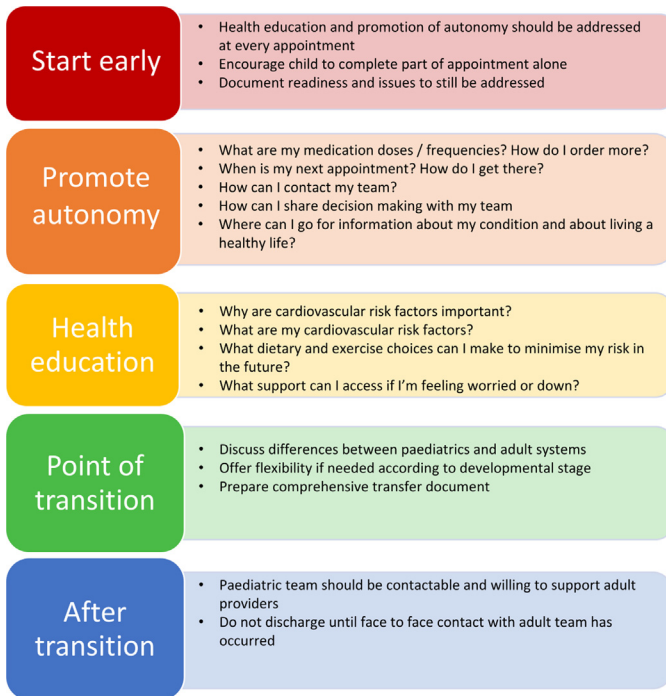 Start early
• Health education and promotion of autonomy should be addressed
at every appointment
• Encourage child to complete part of appointment alone
• Document readiness and issues to still be addressed
Promote
autonomy
• What are my medication doses / frequencies? How do I order more?
• When is my next appointment? How do I get there?
• How can I contact my team?
• How can I share decision making with my team
• Where can I go for information about my condition and about living a
healthy life?
Health
education
• Why are cardiovascular risk factors important?
• What are my cardiovascular risk factors?
• What dietary and exercise choices can I make to minimise my risk in
the future?
• What support can I access if I'm feeling worried or down?
Point of
transition
• Discuss differences between paediatrics and adult systems
• Offer flexibility if needed according to developmental stage
• Prepare comprehensive transfer document
After
transition
• Paediatric team should be contactable and willing to support adult
providers
• Do not discharge until face to face contact with adult team has
occurred